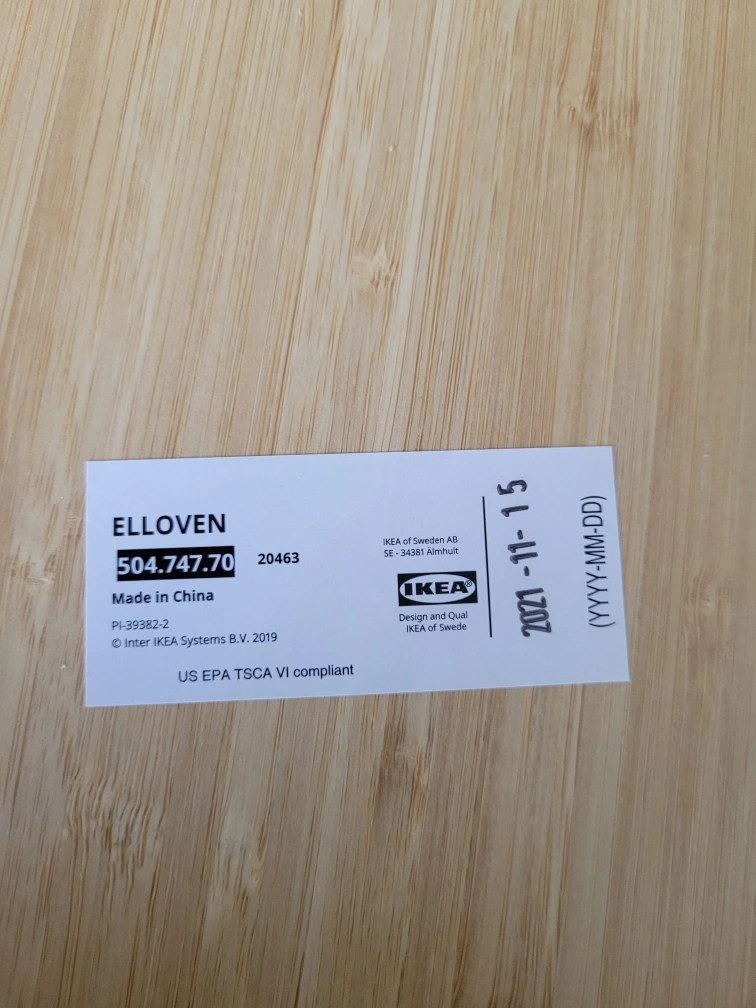 ELLOVEN
504.747.70 20463
Made in China
PI-39382-2
© Inter IKEA Systems B.V. 2019
US EPA TSCA VI compliant
IKEA of Sweden AB
SE - 34381 Älmhult
IKEA®
Design and Qual
IKEA of Swede
2021-11-15
(YYYY-MM-DD)